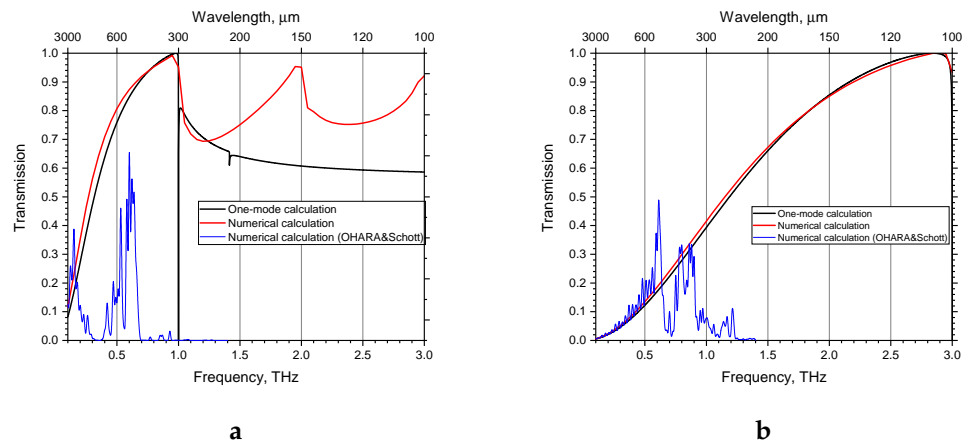 Wavelength, μm
3000 600 300 200 150 120 100
1.0
0.9
0.8
0.7
0.6
0.5
0.4
0.3
0.2
0.1
0.0
Transmission
One-mode calculation
Numerical calculation
Numerical calculation (OHARA&Schott)
0.5 1.0 1.5 2.0 2.5 3.0
Frequency, THz
a
Wavelength, μm
3000 600 300 200 150 120 100
1.0
0.9
0.8
0.7
0.6
0.5
0.4
0.3
0.2
0.1
0.0
Transmission
One-mode calculation
Numerical calculation
Numerical calculation (OHARA&Schott)
0.5 1.0 1.5 2.0 2.5 3.0
Frequency, THz
b